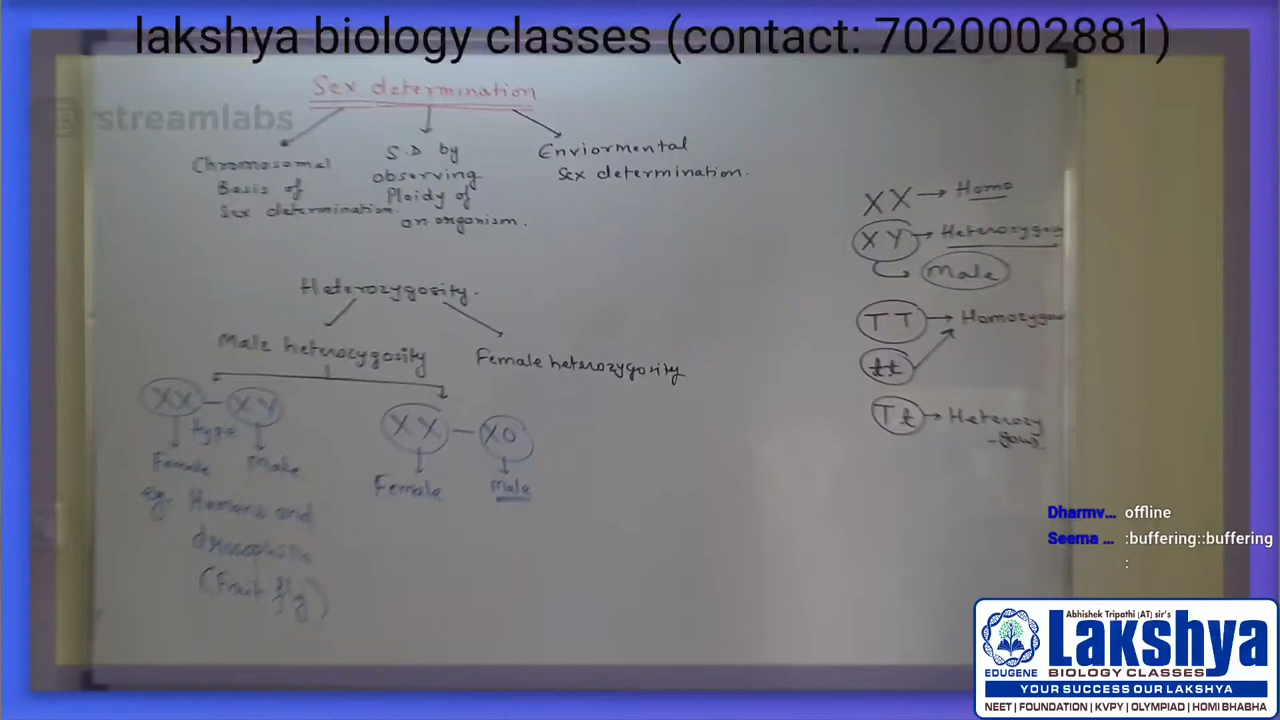 lakshya biology classes (contact: 7020002881)
streamlabs
Sex determination
Chromosomal
Basis of
Sex determination.
S.D by
observing
Ploidy of
an organism.
Enviormental
Sex determination.
Heterozygosity.
Male heterozygosity
Female heterozygosity
XX – XY
type
Female Male
eg. Humans and
drosophilla
(Fruit fly)
XX – XO
Female Male
XX → Homo
XY → Heterozygous
Male
TT → Homozygous
tt
Tt → Heterozy
-gous
Dharmv... offline
Seema ... :buffering::buffering
:
Abhishek Tripathi (AT) sir's
Lakshya
EDUGENE
BIOLOGY CLASSES
YOUR SUCCESS OUR LAKSHYA
NEET | FOUNDATION | KVPY | OLYMPIAD | HOMI BHABHA